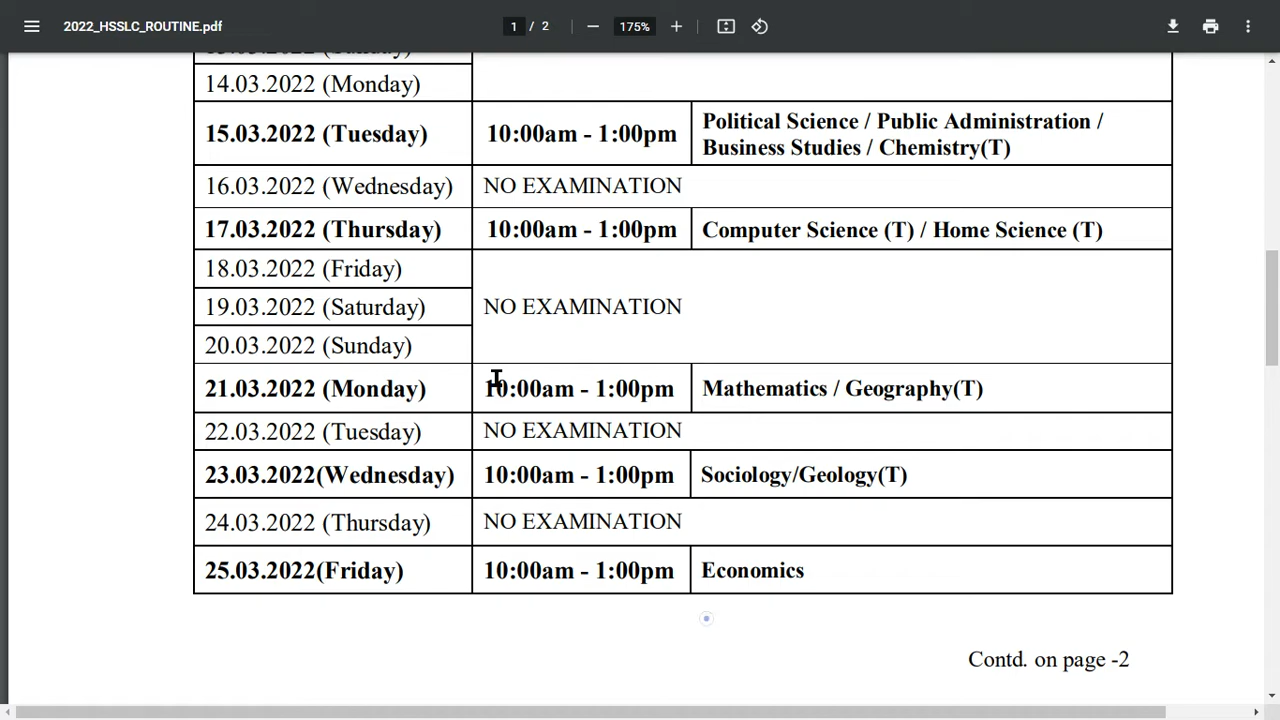 2022_HSSLC_ROUTINE.pdf 1 / 2 175%
14.03.2022 (Monday)
15.03.2022 (Tuesday) 10:00am - 1:00pm Political Science / Public Administration /
Business Studies / Chemistry(T)
16.03.2022 (Wednesday) NO EXAMINATION
17.03.2022 (Thursday) 10:00am - 1:00pm Computer Science (T) / Home Science (T)
18.03.2022 (Friday)
19.03.2022 (Saturday) NO EXAMINATION
20.03.2022 (Sunday)
21.03.2022 (Monday) 10:00am - 1:00pm Mathematics / Geography(T)
22.03.2022 (Tuesday) NO EXAMINATION
23.03.2022(Wednesday) 10:00am - 1:00pm Sociology/Geology(T)
24.03.2022 (Thursday) NO EXAMINATION
25.03.2022(Friday) 10:00am - 1:00pm Economics
Contd. on page -2